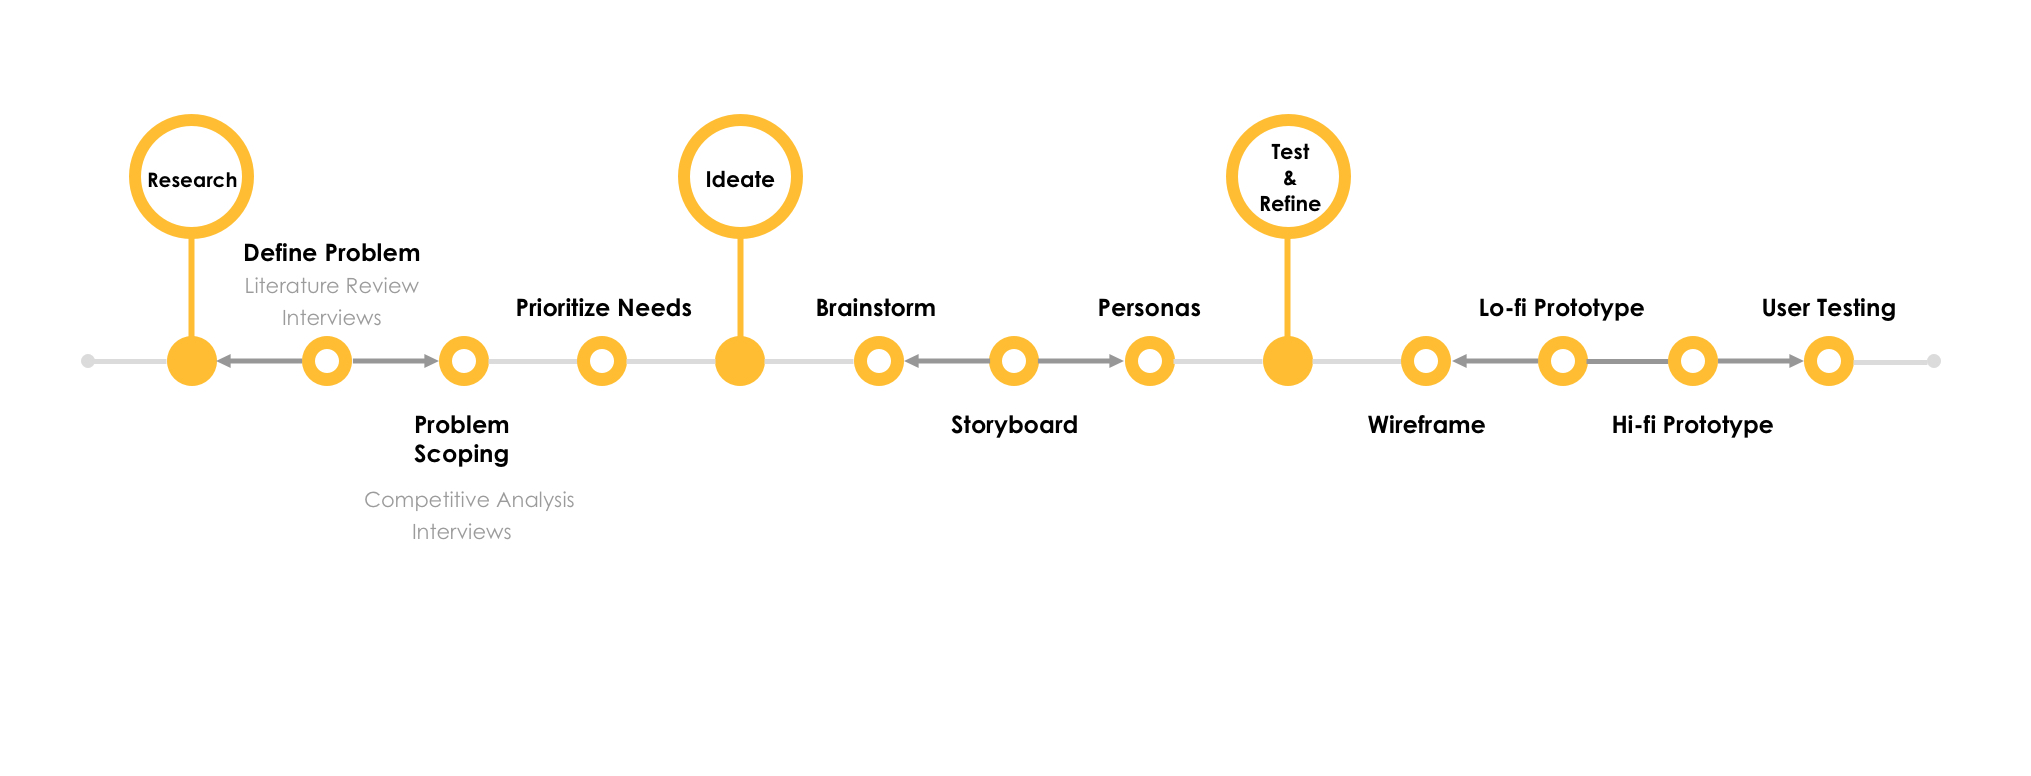 Research
Define Problem
Literature Review
Interviews
Problem
Scoping
Competitive Analysis
Interviews
Prioritize Needs
Ideate
Brainstorm
Storyboard
Personas
Test
&
Refine
Wireframe
Lo-fi Prototype
Hi-fi Prototype
User Testing